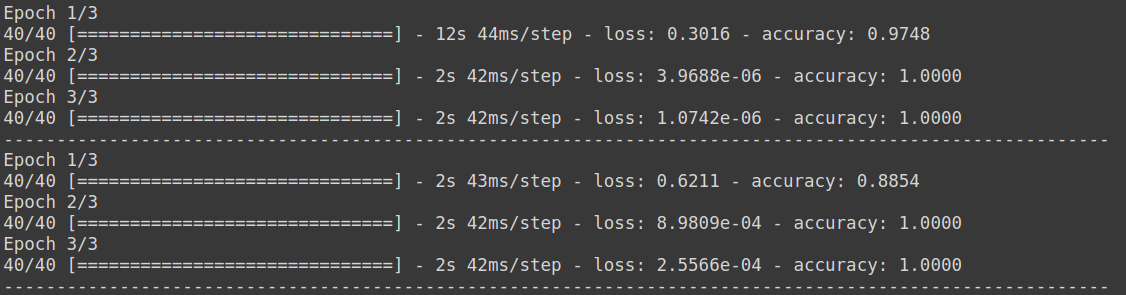 Epoch 1/3
40/40 [==============================] - 12s 44ms/step - loss: 0.3016 - accuracy: 0.9748
Epoch 2/3
40/40 [==============================] - 2s 42ms/step - loss: 3.9688e-06 - accuracy: 1.0000
Epoch 3/3
40/40 [==============================] - 2s 42ms/step - loss: 1.0742e-06 - accuracy: 1.0000
---------------------------------------------------------------------------------------------------------
Epoch 1/3
40/40 [==============================] - 2s 43ms/step - loss: 0.6211 - accuracy: 0.8854
Epoch 2/3
40/40 [==============================] - 2s 42ms/step - loss: 8.9809e-04 - accuracy: 1.0000
Epoch 3/3
40/40 [==============================] - 2s 42ms/step - loss: 2.5566e-04 - accuracy: 1.0000
---------------------------------------------------------------------------------------------------------